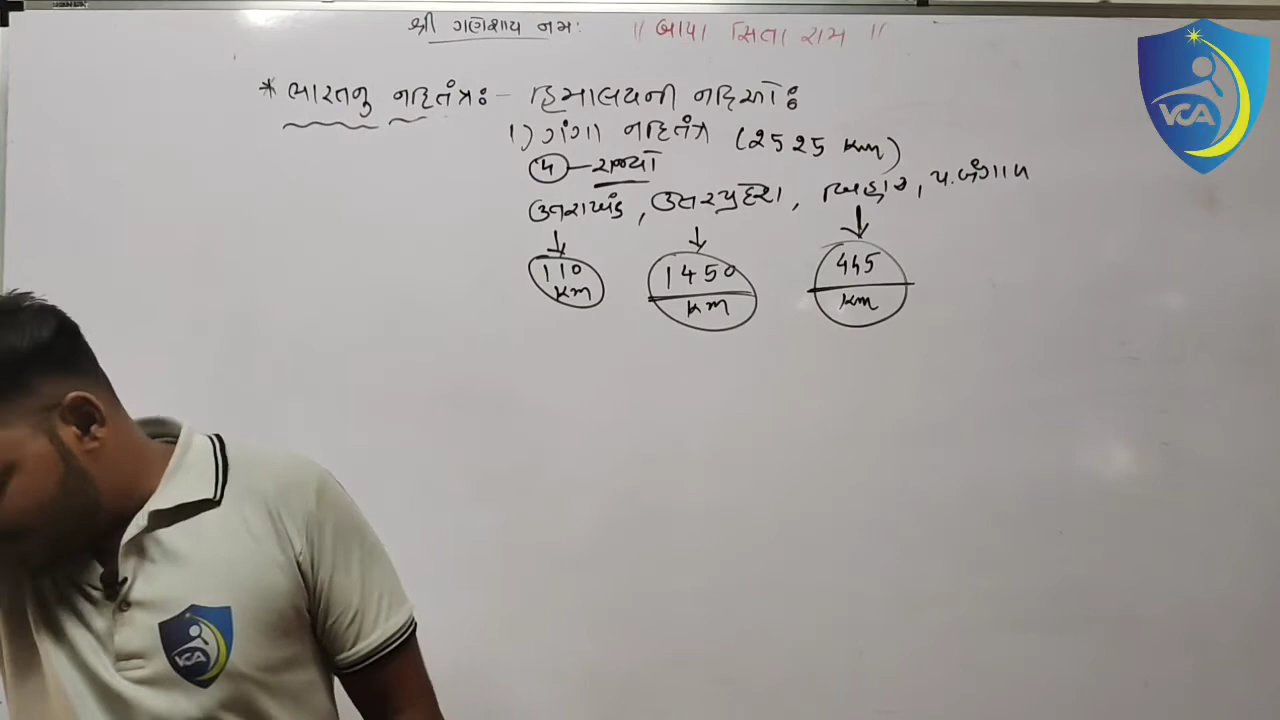 શ્રી ગણેશાય નમઃ ॥ બાપા સિતા રામ ॥
* ભારતનુ નદિતંત્રઃ - હિમાલયની નદિઓઃ
1) ગંગા નદિતંત્ર (2525 km)
૫ - રાજ્યો
ઉત્તરાખંડ, ઉત્તરપ્રદેશ, બિહાર, પ.બંગાળ
110 km 1450 km 445 km
VCA
VCA